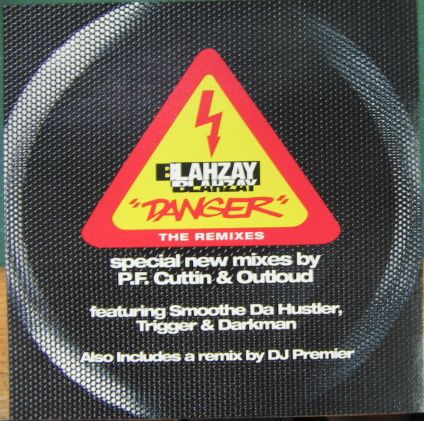 BLAHZAY
BLAHZAY
"DANGER"
THE REMIXES
special new mixes by
P.F. Cuttin & Outloud
featuring Smoothe Da Hustler,
Trigger & Darkman
Also Includes a remix by DJ Premier